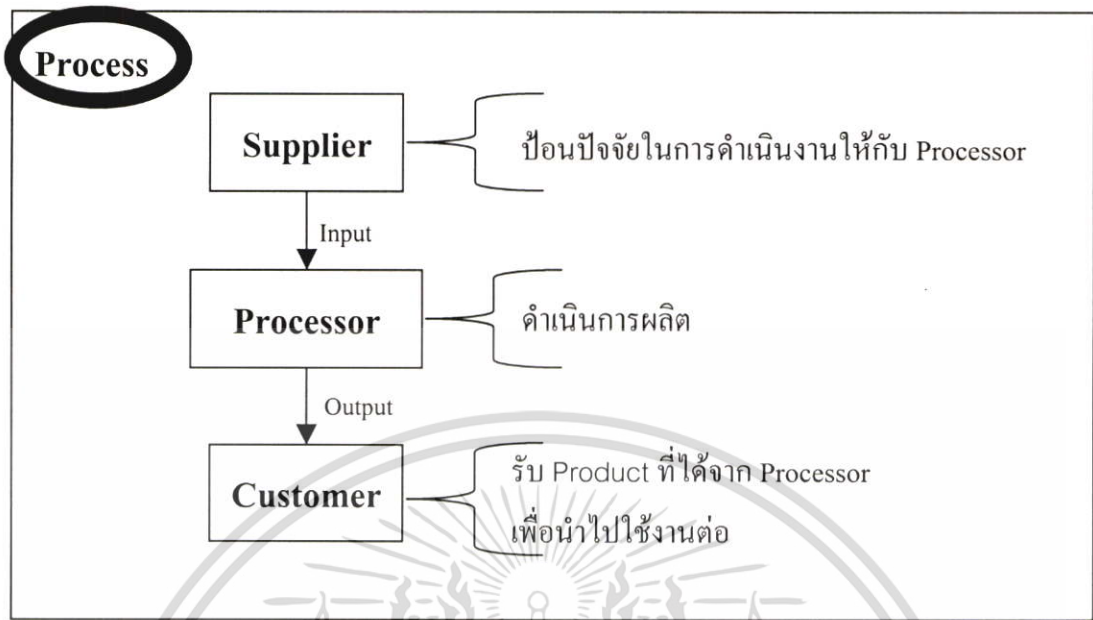 Process
Supplier
ป้อนปัจจัยในการดำเนินงานให้กับ Processor
Input
Processor
ดำเนินการผลิต
Output
Customer
รับ Product ที่ได้จาก Processor
เพื่อนำไปใช้งานต่อ